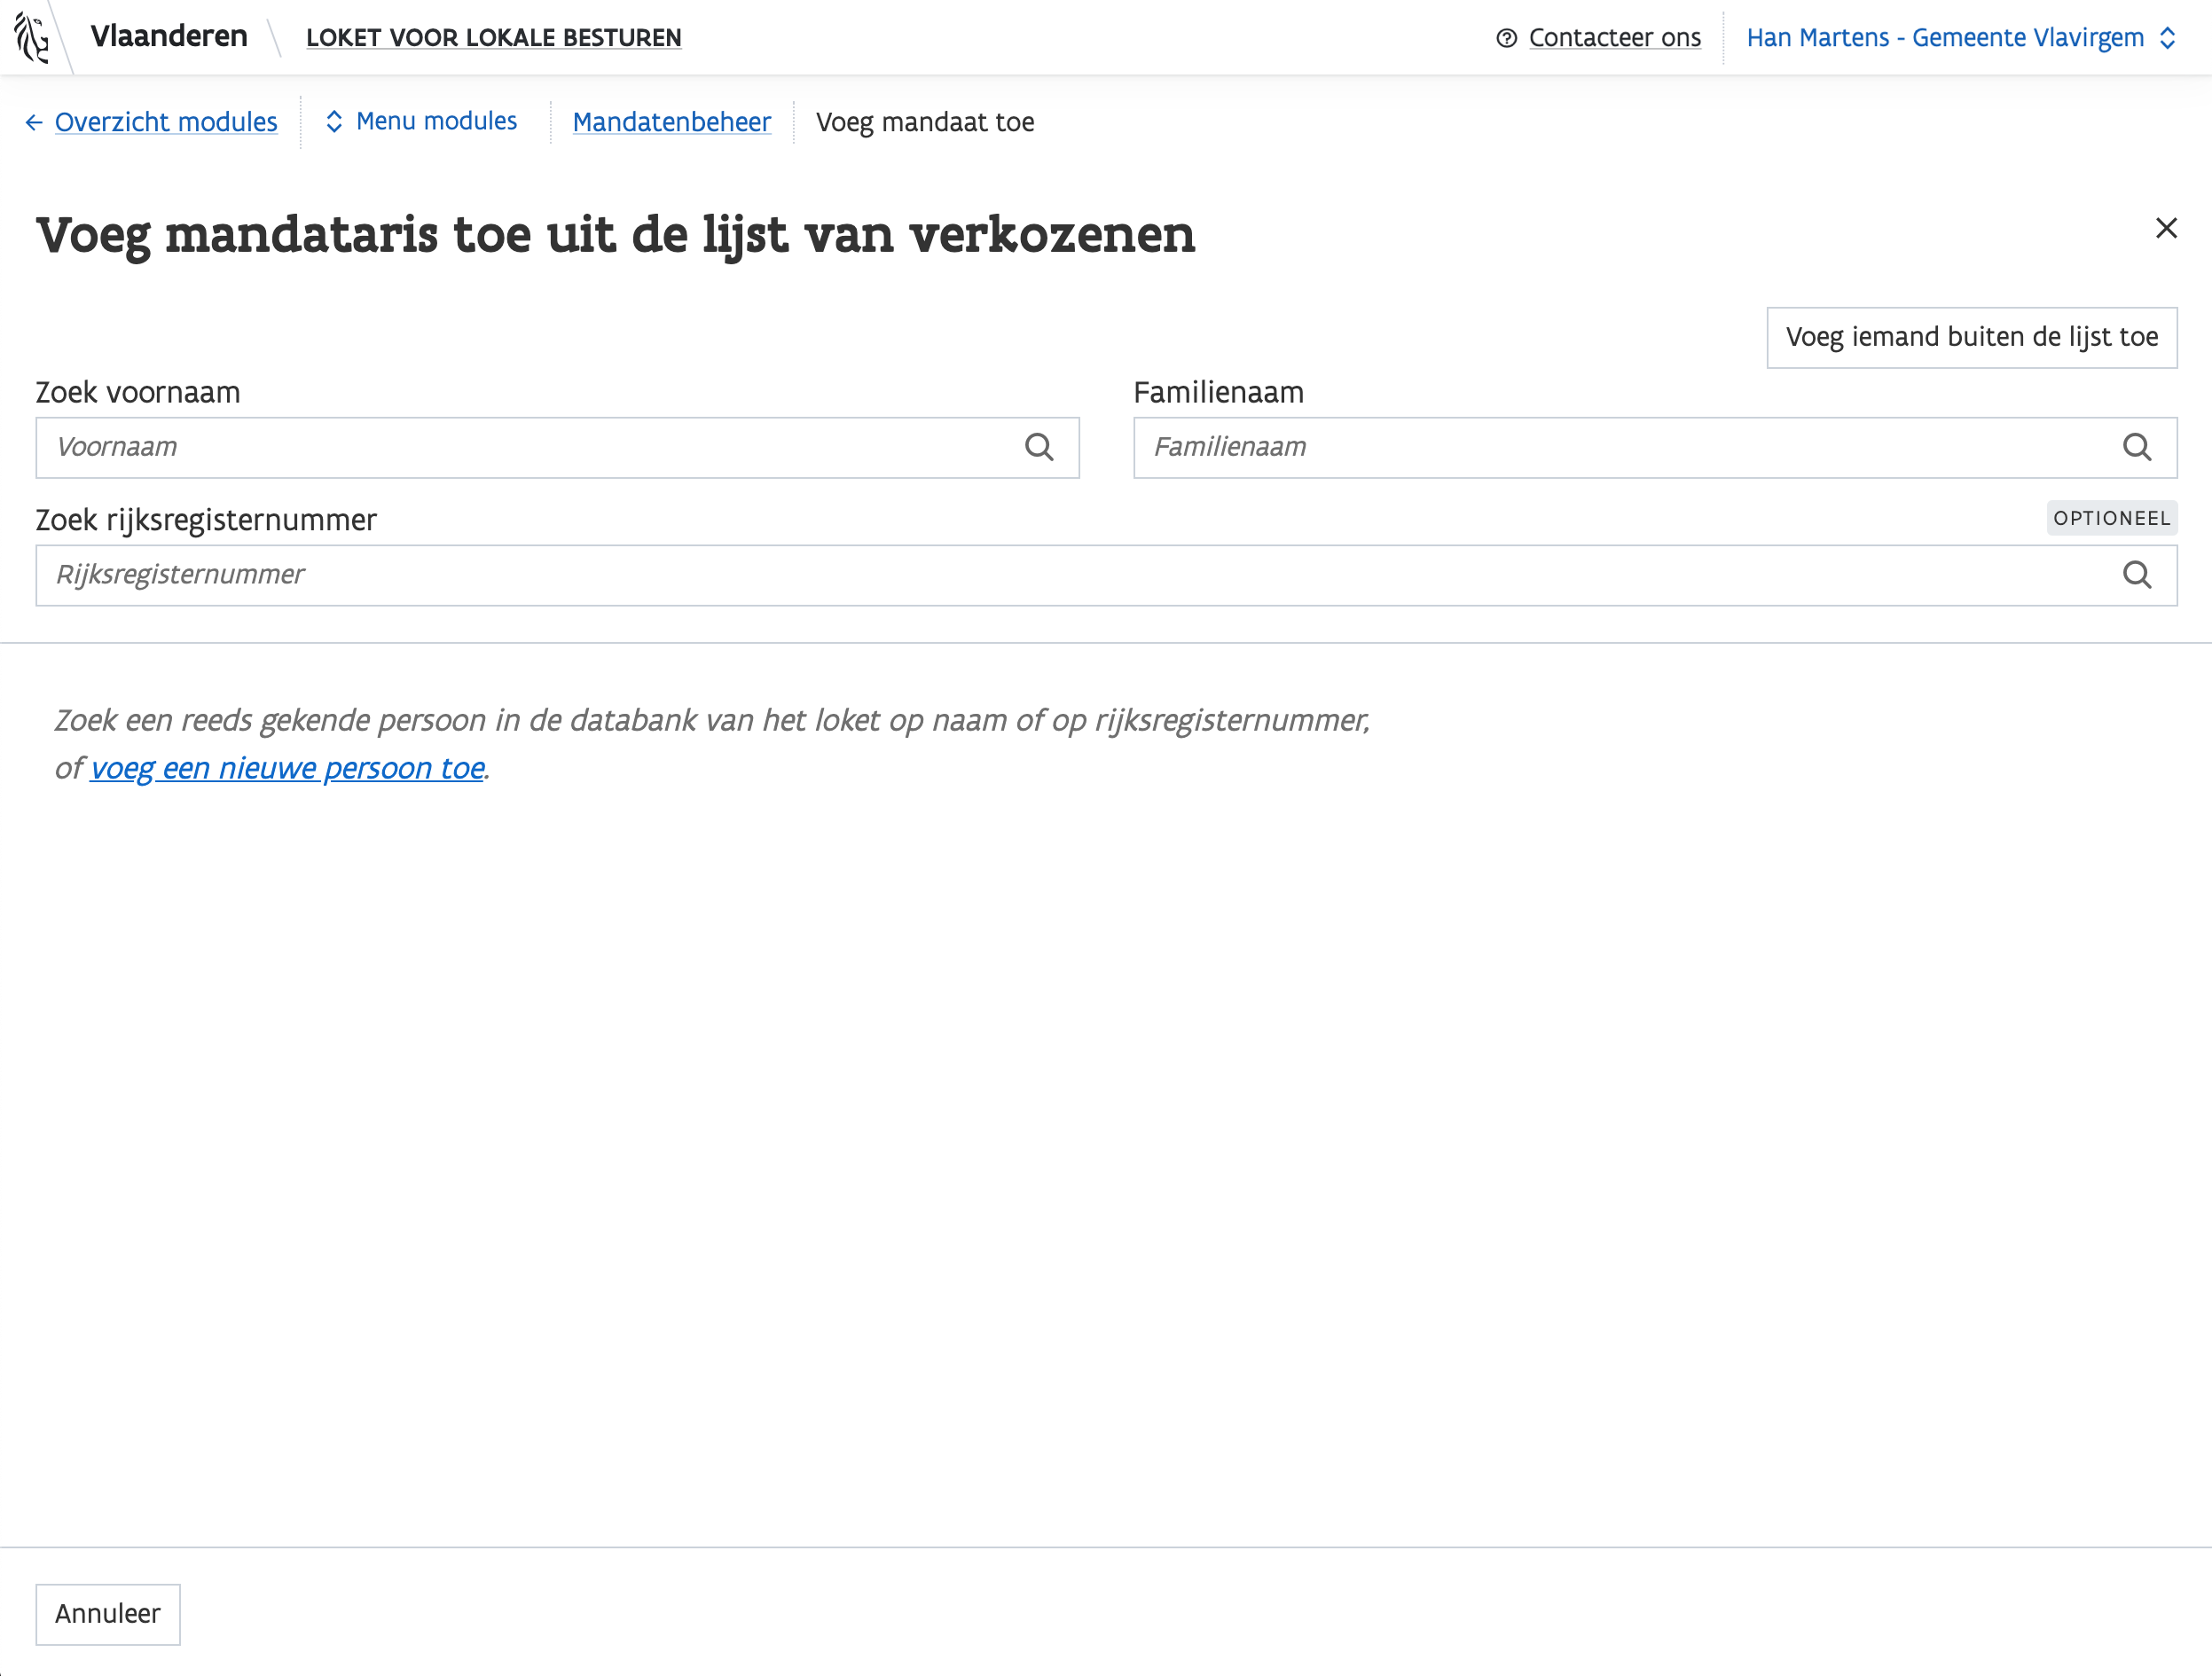 Vlaanderen
LOKET VOOR LOKALE BESTUREN
Contacteer ons
Han Martens - Gemeente Vlavirgem
Overzicht modules
Menu modules
Mandatenbeheer
Voeg mandaat toe
Voeg mandataris toe uit de lijst van verkozenen
Voeg iemand buiten de lijst toe
Zoek voornaam
Familienaam
Voornaam
Familienaam
Zoek rijksregisternummer
OPTIONEEL
Rijksregisternummer
Zoek een reeds gekende persoon in de databank van het loket op naam of op rijksregisternummer,
of voeg een nieuwe persoon toe.
Annuleer